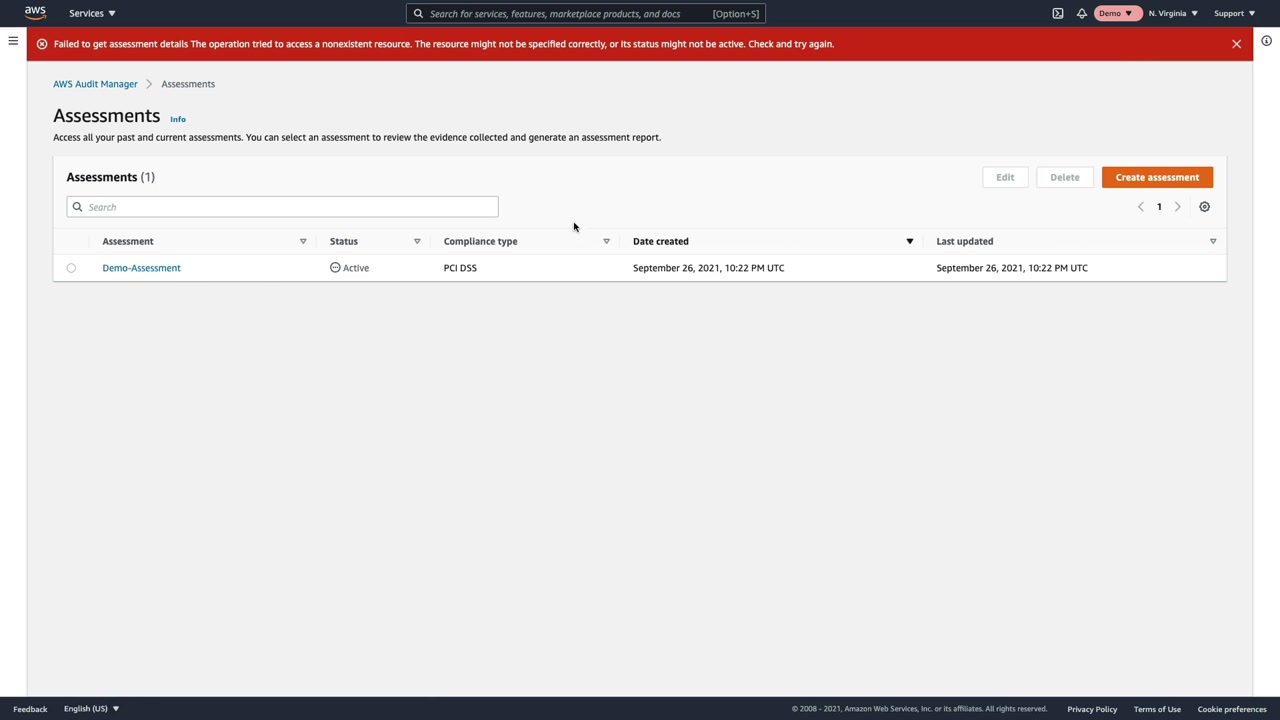 aws
Services
Search for services, features, marketplace products, and docs [Option+S]
Demo
N. Virginia
Support
Failed to get assessment details The operation tried to access a nonexistent resource. The resource might not be specified correctly, or its status might not be active. Check and try again.
AWS Audit Manager Assessments
Assessments Info
Access all your past and current assessments. You can select an assessment to review the evidence collected and generate an assessment report.
Assessments (1)
Edit
Delete
Create assessment
Search
1
Assessment Status Compliance type Date created Last updated
Demo-Assessment Active PCI DSS September 26, 2021, 10:22 PM UTC September 26, 2021, 10:22 PM UTC
Feedback English (US) © 2008 - 2021, Amazon Web Services, Inc. or its affiliates. All rights reserved. Privacy Policy Terms of Use Cookie preferences